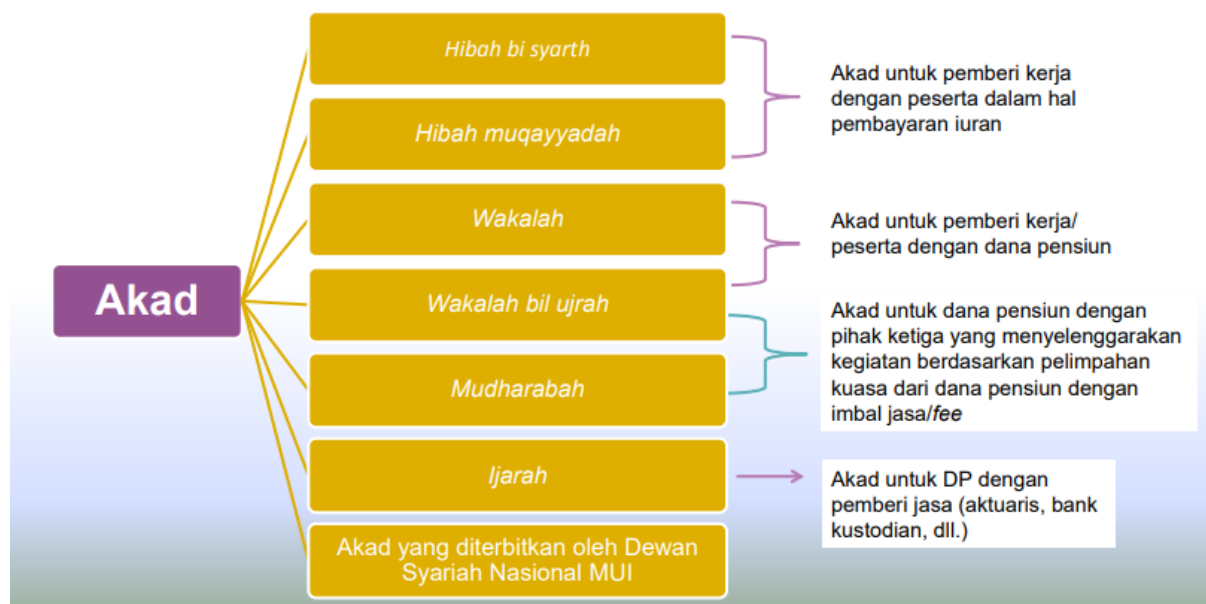 Akad
Hibah bi syarth
Hibah muqayyadah
Wakalah
Wakalah bil ujrah
Mudharabah
Ijarah
Akad yang diterbitkan oleh Dewan
Syariah Nasional MUI
Akad untuk pemberi kerja
dengan peserta dalam hal
pembayaran iuran
Akad untuk pemberi kerja/
peserta dengan dana pensiun
Akad untuk dana pensiun dengan
pihak ketiga yang menyelenggarakan
kegiatan berdasarkan pelimpahan
kuasa dari dana pensiun dengan
imbal jasa/fee
Akad untuk DP dengan
pemberi jasa (aktuaris, bank
kustodian, dll.)